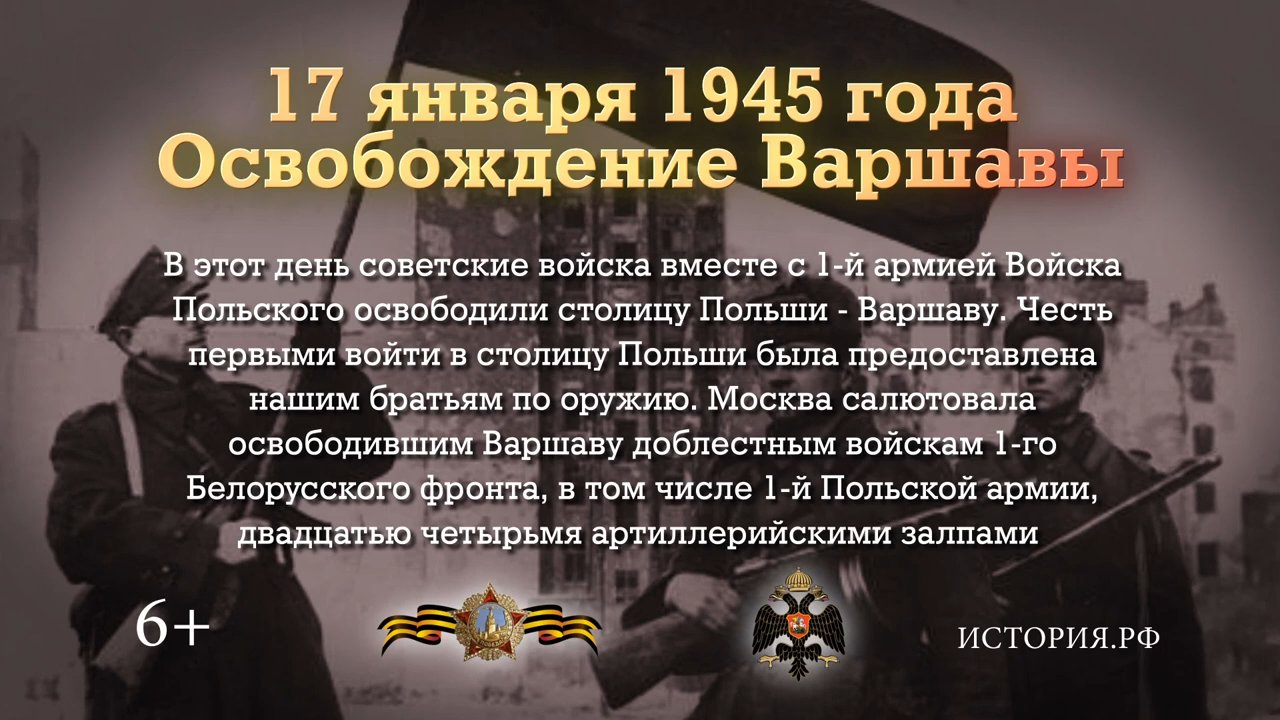 17 января 1945 года
Освобождение Варшавы
В этот день советские войска вместе с 1-й армией Войска
Польского освободили столицу Польши - Варшаву. Честь
первыми войти в столицу Польши была предоставлена
нашим братьям по оружию. Москва салютовала
освободившим Варшаву доблестным войскам 1-го
Белорусского фронта, в том числе 1-й Польской армии,
двадцатью четырьмя артиллерийскими залпами
6+
ИСТОРИЯ.РФ